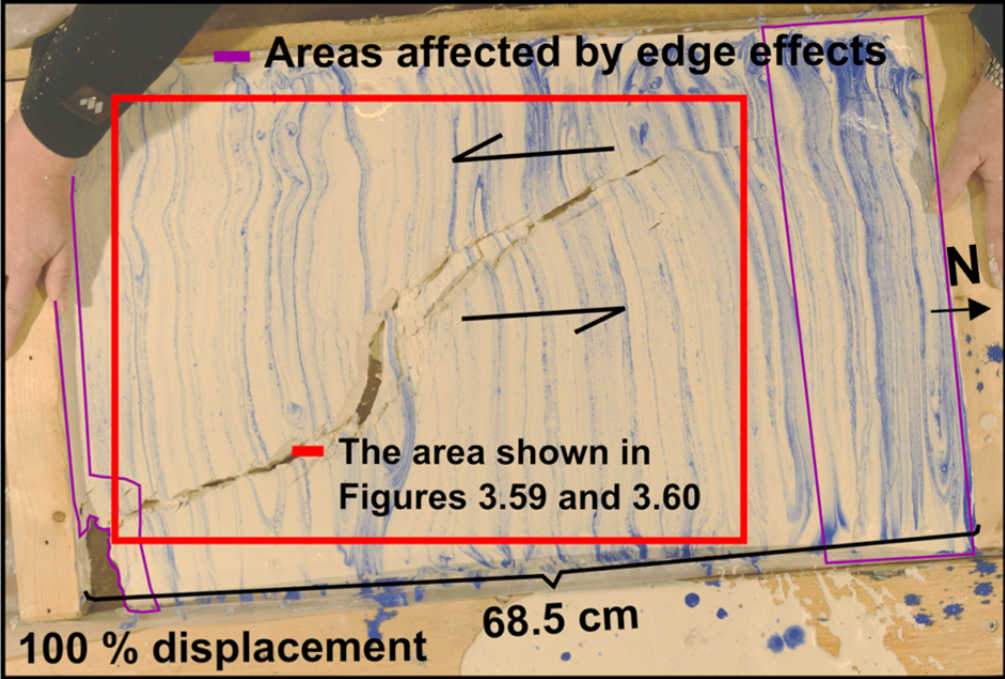 Areas affected by edge effects
N
The area shown in
Figures 3.59 and 3.60
68.5 cm
100 % displacement